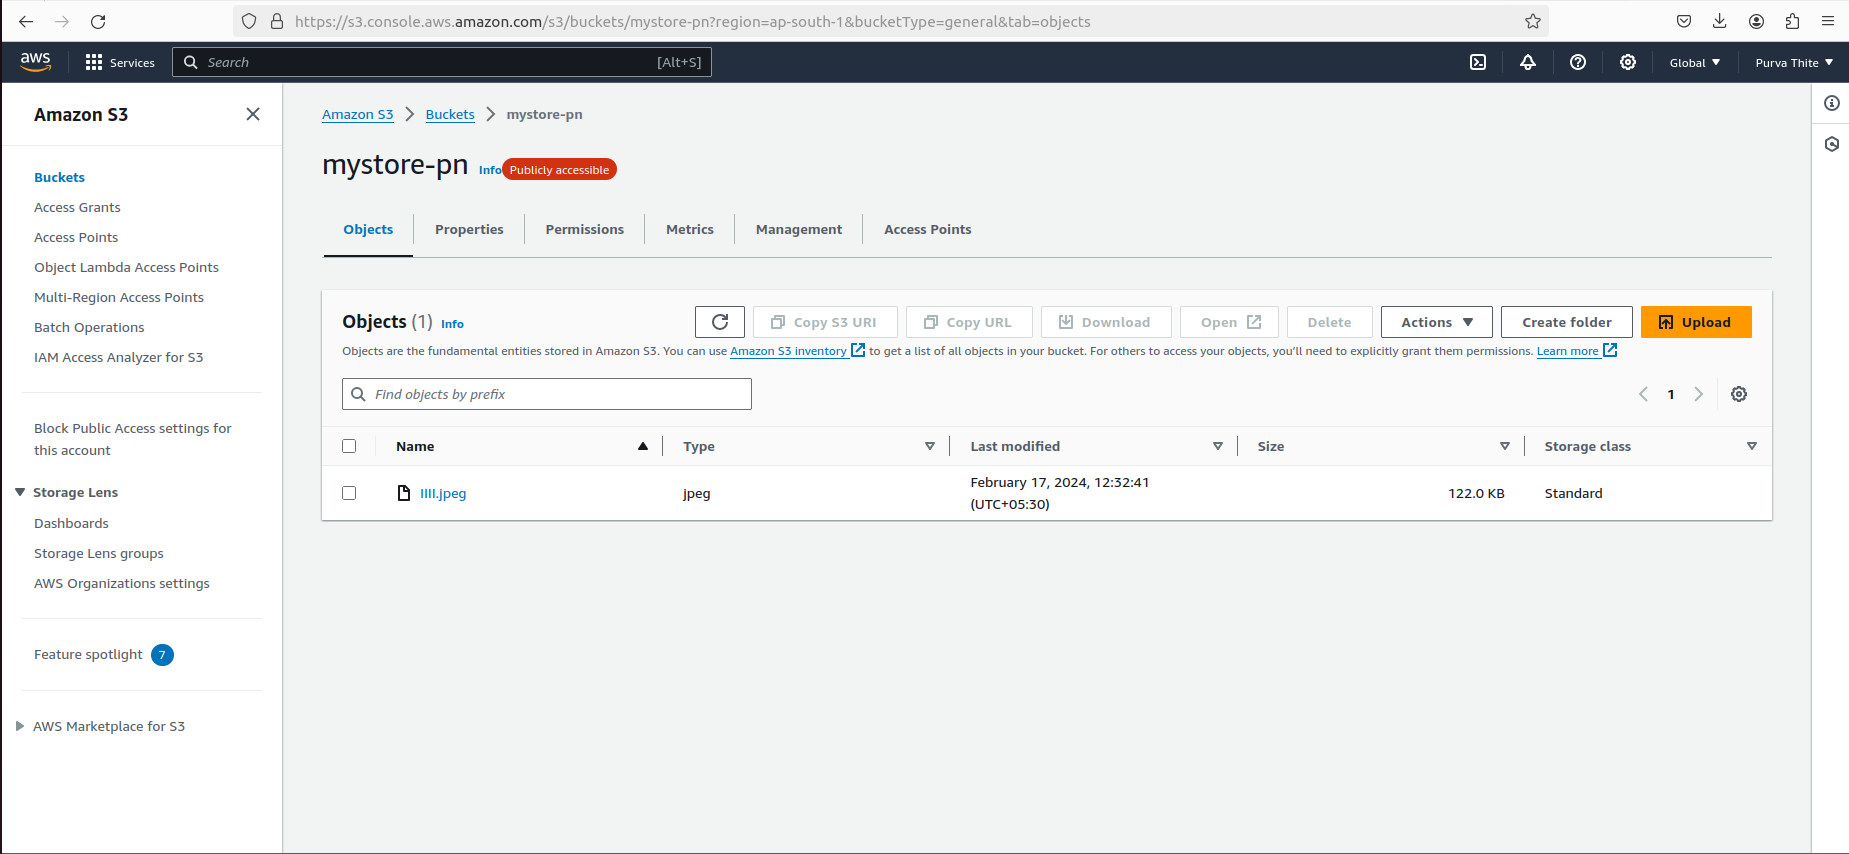 https://s3.console.aws.amazon.com/s3/buckets/mystore-pn?region=ap-south-1&bucketType=general&tab=objects
aws
Services
Search
[Alt+S]
Global
Purva Thite
Amazon S3
Buckets
Access Grants
Access Points
Object Lambda Access Points
Multi-Region Access Points
Batch Operations
IAM Access Analyzer for S3
Block Public Access settings for
this account
Storage Lens
Dashboards
Storage Lens groups
AWS Organizations settings
Feature spotlight 7
AWS Marketplace for S3
Amazon S3 > Buckets > mystore-pn
mystore-pn Info Publicly accessible
Objects
Properties
Permissions
Metrics
Management
Access Points
Objects (1) Info
Copy S3 URI
Copy URL
Download
Open
Delete
Actions
Create folder
Upload
Objects are the fundamental entities stored in Amazon S3. You can use Amazon S3 inventory to get a list of all objects in your bucket. For others to access your objects, you'll need to explicitly grant them permissions. Learn more
Find objects by prefix
1
Name
Type
Last modified
Size
Storage class
IIII.jpeg
jpeg
February 17, 2024, 12:32:41
(UTC+05:30)
122.0 KB
Standard